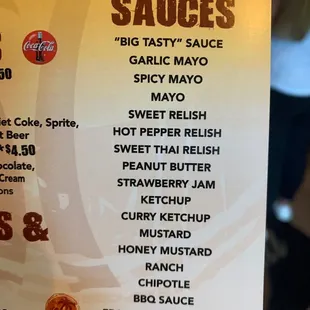 Coca-Cola
50
et Coke, Sprite,
t Beer
*$4.50
ocolate,
Cream
ons
S &
SAUCES
"BIG TASTY" SAUCE
GARLIC MAYO
SPICY MAYO
MAYO
SWEET RELISH
HOT PEPPER RELISH
SWEET THAI RELISH
PEANUT BUTTER
STRAWBERRY JAM
KETCHUP
CURRY KETCHUP
MUSTARD
HONEY MUSTARD
RANCH
CHIPOTLE
BBQ SAUCE